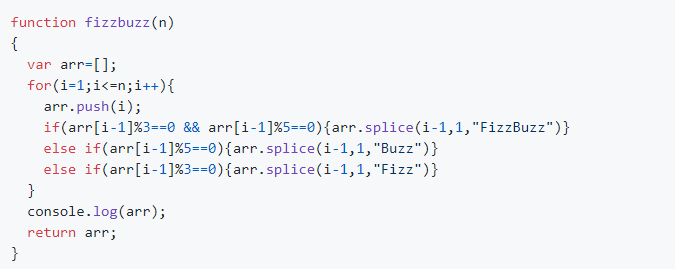 function fizzbuzz(n)
{
  var arr=[];
  for(i=1;i<=n;i++){
    arr.push(i);
    if(arr[i-1]%3==0 && arr[i-1]%5==0){arr.splice(i-1,1,"FizzBuzz")}
    else if(arr[i-1]%5==0){arr.splice(i-1,1,"Buzz")}
    else if(arr[i-1]%3==0){arr.splice(i-1,1,"Fizz")}
  }
  console.log(arr);
  return arr;
}